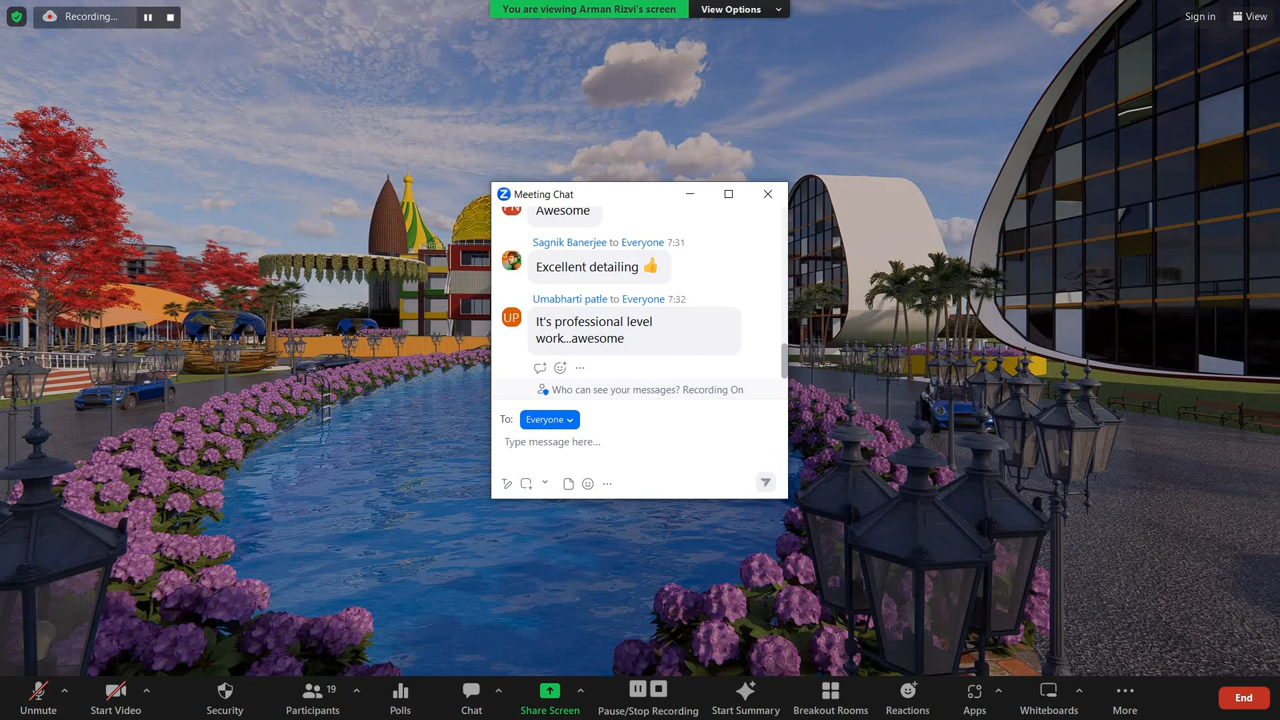 Recording...
You are viewing Arman Rizvi's screen
View Options
Sign in
View
Meeting Chat
Awesome
Sagnik Banerjee to Everyone 7:31
Excellent detailing 👍
Umabharti patle to Everyone 7:32
UP
It's professional level
work...awesome
Who can see your messages? Recording On
To: Everyone
Type message here...
Unmute
Start Video
Security
Participants 19
Polls
Chat
Share Screen
Pause/Stop Recording
Start Summary
Breakout Rooms
Reactions
Apps
Whiteboards
More
End